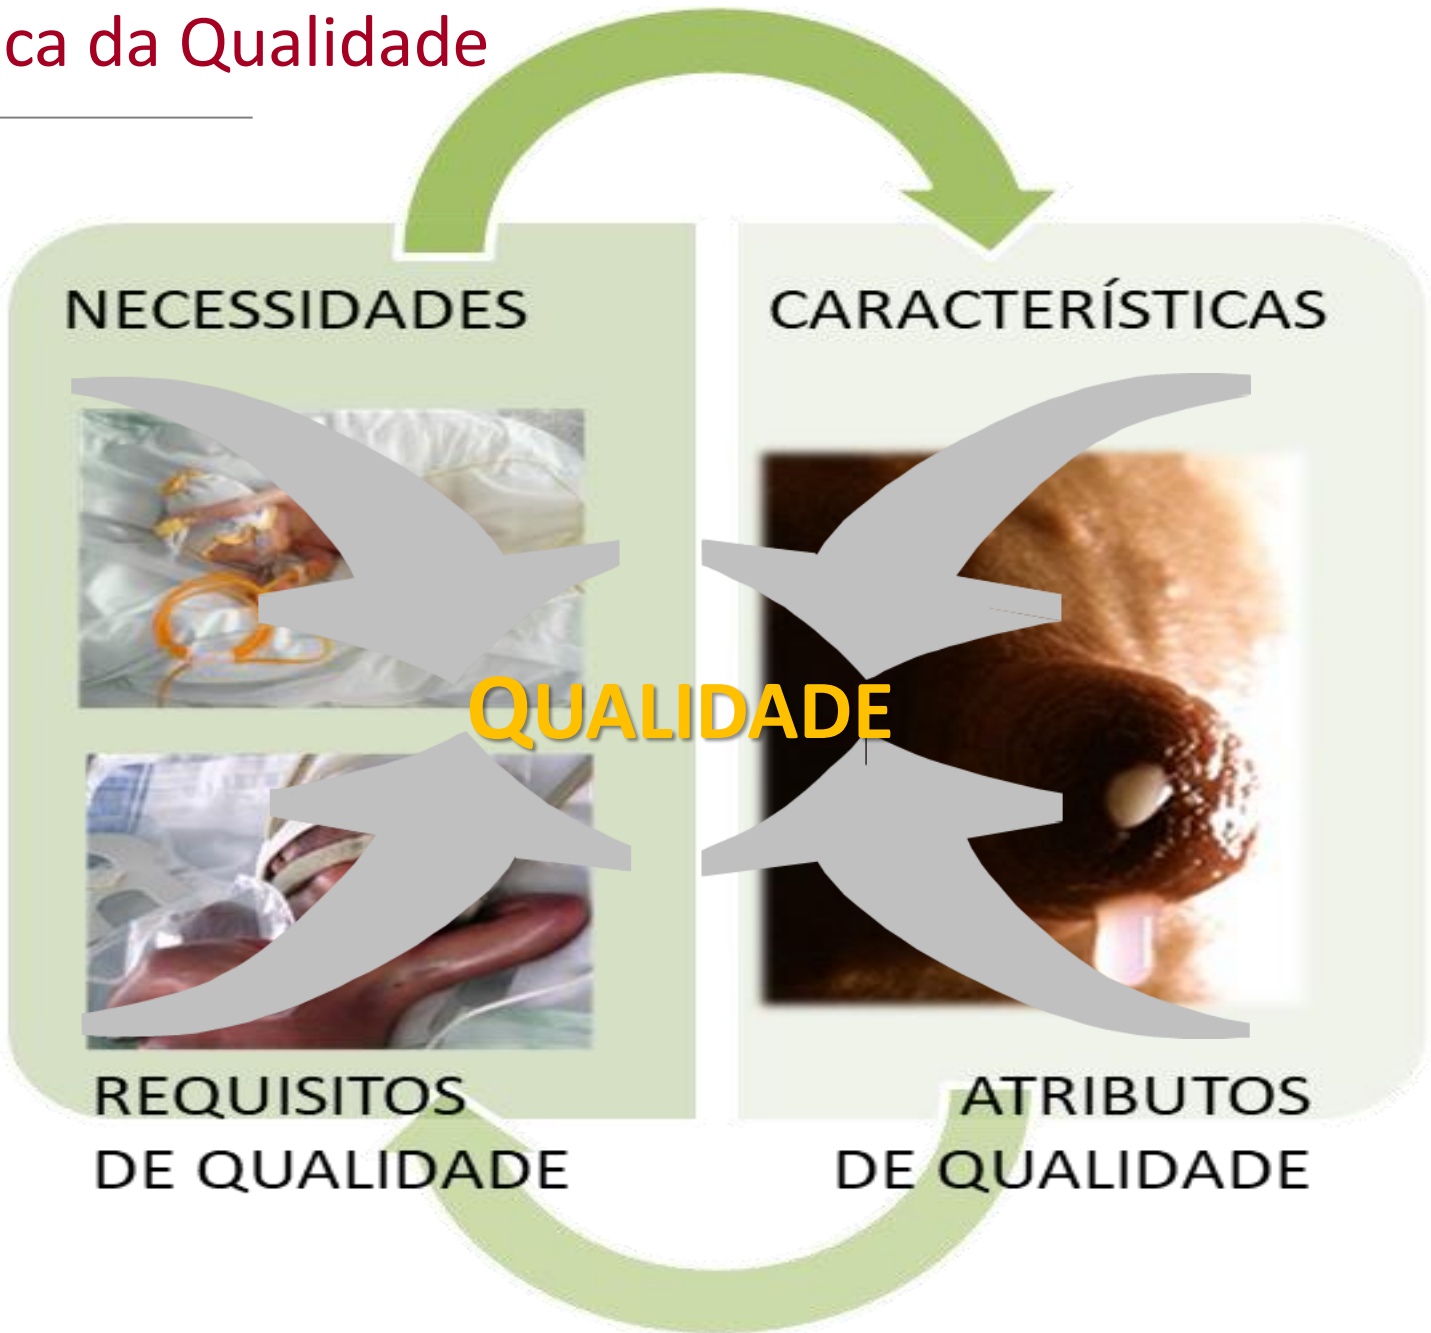 ca da Qualidade
NECESSIDADES
CARACTERÍSTICAS
QUALIDADE
REQUISITOS
DE QUALIDADE
ATRIBUTOS
DE QUALIDADE